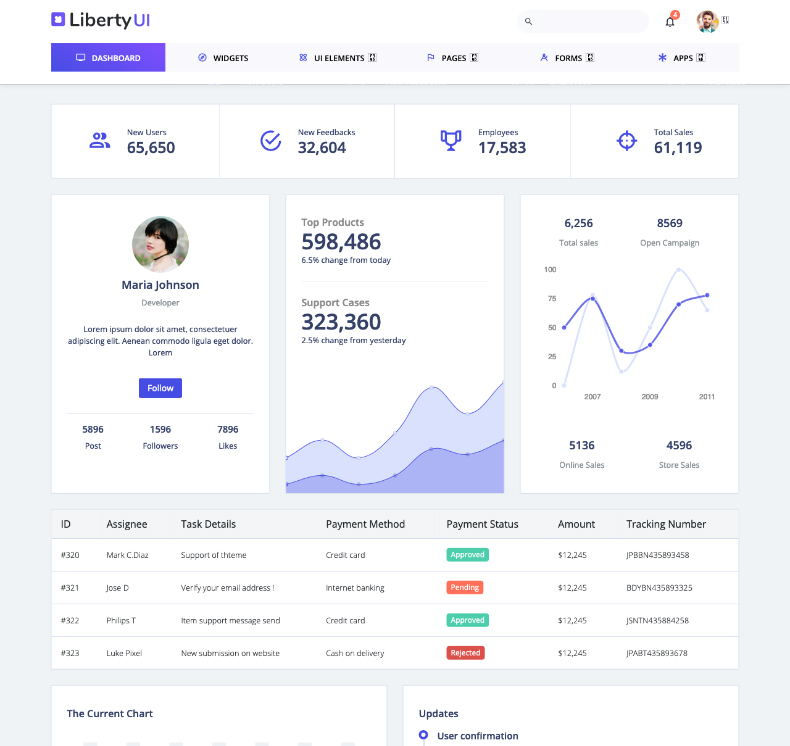 LibertyUI
4
DASHBOARD
WIDGETS
UI ELEMENTS
PAGES
FORMS
APPS
New Users
65,650
New Feedbacks
32,604
Employees
17,583
Total Sales
61,119
Maria Johnson
Developer
Lorem ipsum dolor sit amet, consectetuer
adipiscing elit. Aenean commodo ligula eget dolor.
Lorem
Follow
5896
Post
1596
Followers
7896
Likes
Top Products
598,486
6.5% change from today
Support Cases
323,360
2.5% change from yesterday
6,256
Total sales
8569
Open Campaign
100
75
50
25
0
2007
2009
2011
5136
Online Sales
4596
Store Sales
ID Assignee Task Details Payment Method Payment Status Amount Tracking Number
#320 Mark C.Diaz Support of thteme Credit card Approved $12,245 JPBBN435893458
#321 Jose D Verify your email address ! Internet banking Pending $12,245 BDYBN435893325
#322 Philips T Item support message send Credit card Approved $12,245 JSNTN435884258
#323 Luke Pixel New submission on website Cash on delivery Rejected $12,245 JPABT435893678
The Current Chart
Updates
User confirmation